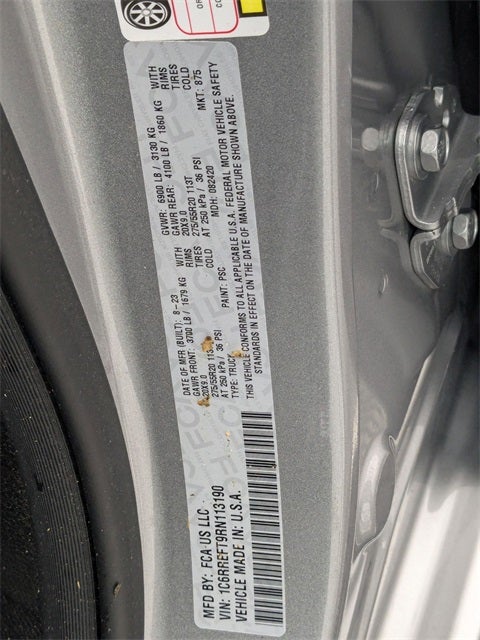 MFD BY: FCA US LLC
DATE OF MFR (BUILT): 8-23
GVWR: 6900 LB / 3130 KG
GAWR FRONT: 3700 LB / 1679 KG WITH
20X9.0 RIMS
275/55R20 113T TIRES
AT 250 kPa / 36 PSI COLD
GAWR REAR: 4100 LB / 1860 KG WITH
20X9.0 RIMS
275/55R20 113T TIRES
AT 250 kPa / 36 PSI COLD
TYPE: TRUCK PAINT: PSC MDH: 082420 MKT: 875
THIS VEHICLE CONFORMS TO ALL APPLICABLE U.S.A. FEDERAL MOTOR VEHICLE SAFETY
STANDARDS IN EFFECT ON THE DATE OF MANUFACTURE SHOWN ABOVE.
VIN: 1C6RREFT9RN113190
VEHICLE MADE IN: U.S.A.